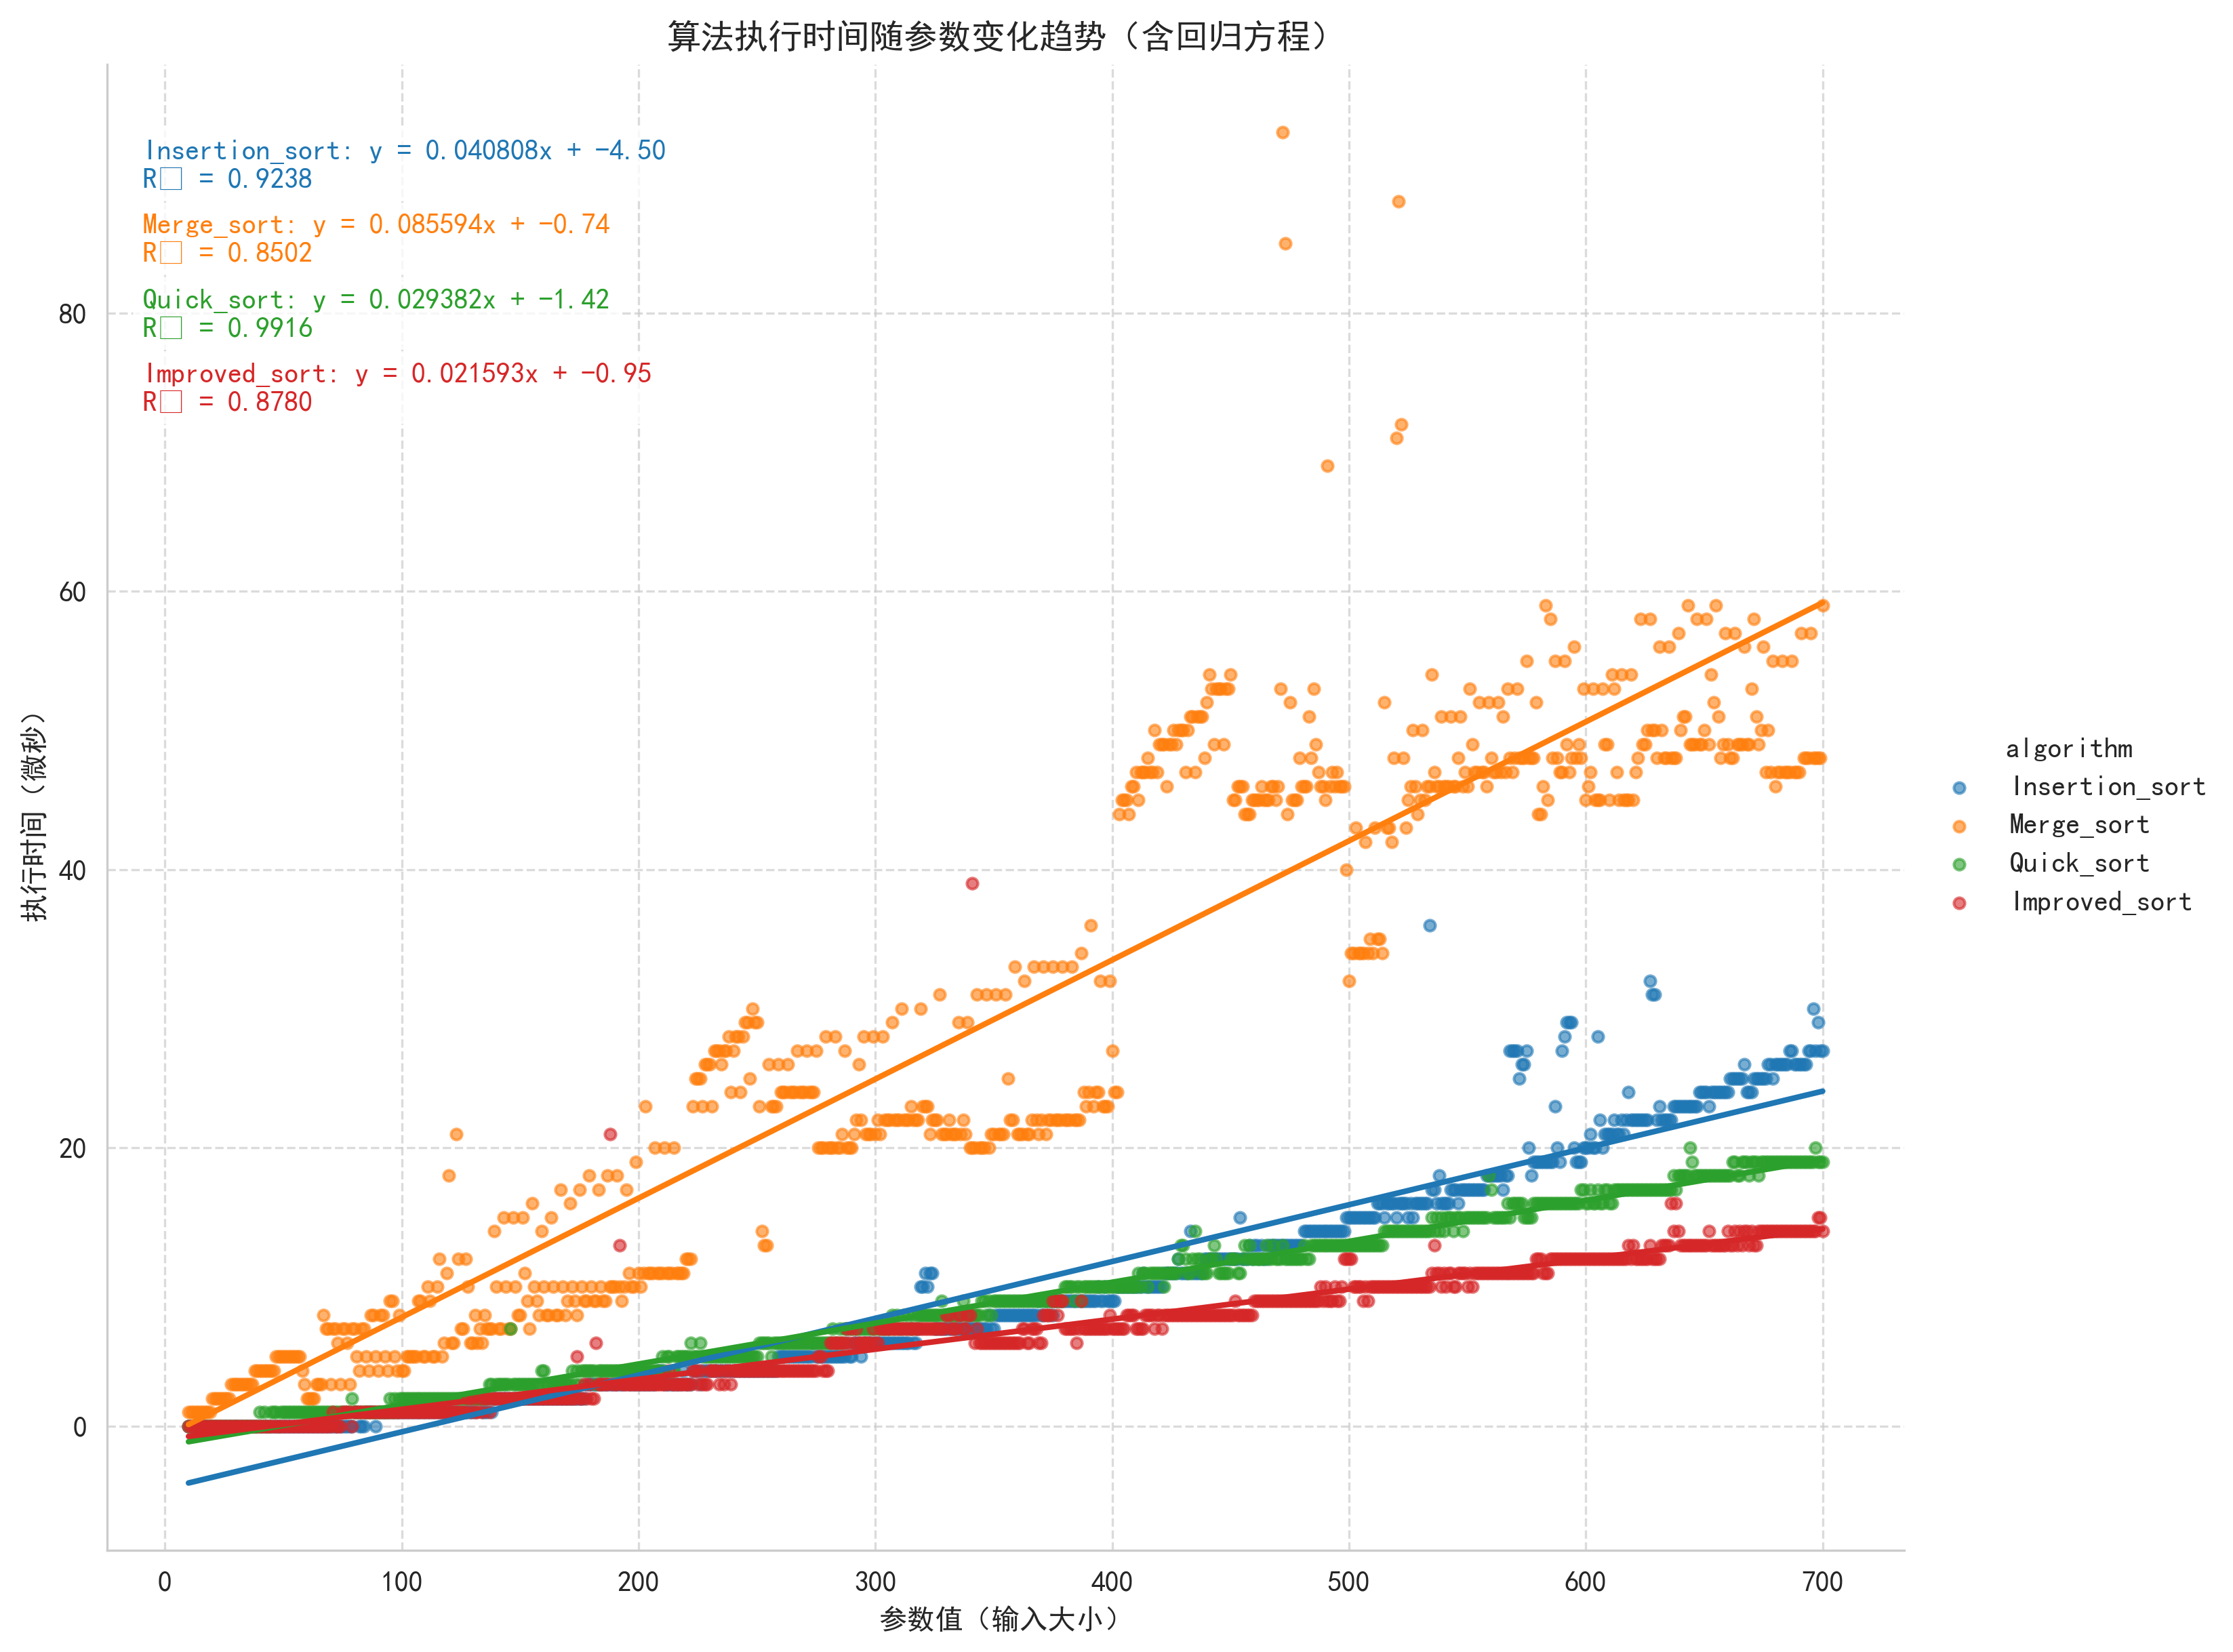 算法执行时间随参数变化趋势（含回归方程）
Insertion_sort: y = 0.040808x + -4.50
R□ = 0.9238
Merge_sort: y = 0.085594x + -0.74
R□ = 0.8502
Quick_sort: y = 0.029382x + -1.42
R□ = 0.9916
Improved_sort: y = 0.021593x + -0.95
R□ = 0.8780
80
60
40
20
0
执行时间（微秒）
0 100 200 300 400 500 600 700
参数值（输入大小）
algorithm
Insertion_sort
Merge_sort
Quick_sort
Improved_sort